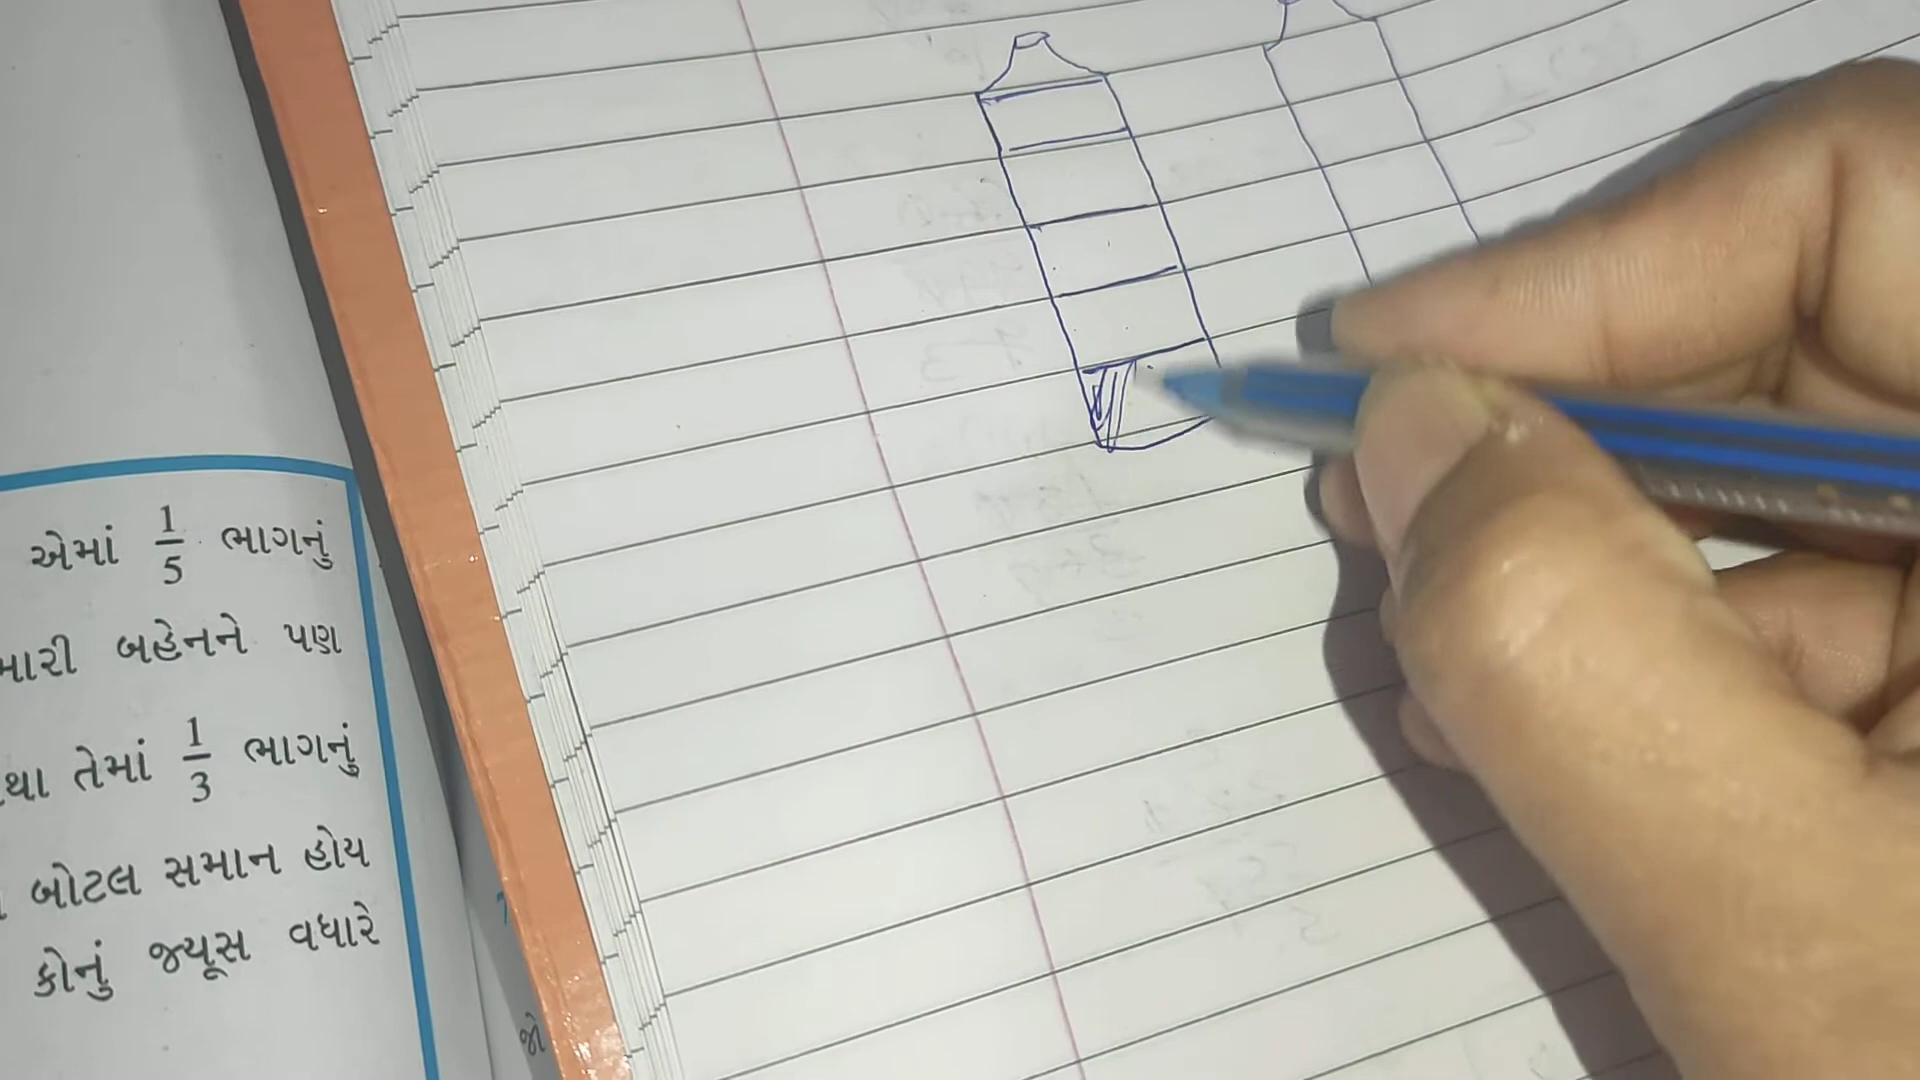 એમાં 1/5 ભાગનું
મારી બહેનને પણ
તેમાં 1/3 ભાગનું
બોટલ સમાન હોય
કોનું જ્યૂસ વધારે
જો